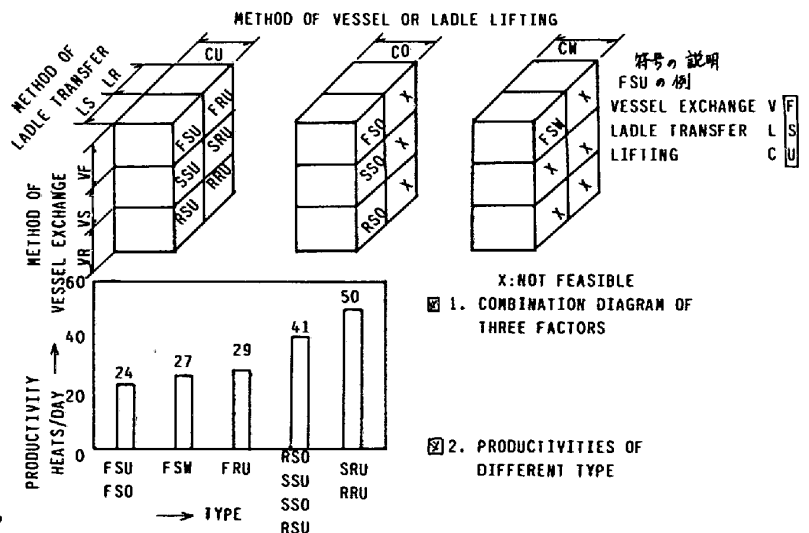 METHOD OF VESSEL OR LADLE LIFTING
CU
CO
CW
METHOD OF
LADLE TRANSFER
LS LR
METHOD OF
VESSEL EXCHANGE
VF
VS
VR
FSU
FRU
SSU
SRU
RSU
RRU
FSO
X
SSO
X
RSO
X
FSW
X
X
X
X
X
符号の説明
FSUの例
VESSEL EXCHANGE V F
LADLE TRANSFER L S
LIFTING C U
X:NOT FEASIBLE
図 1. COMBINATION DIAGRAM OF
THREE FACTORS
PRODUCTIVITY
HEATS/DAY →
60
40
20
0
24
27
29
41
50
FSU
FSO
FSW
FRU
RSO
SSU
SSO
RSU
SRU
RRU
→ TYPE
図 2. PRODUCTIVITIES OF
DIFFERENT TYPE